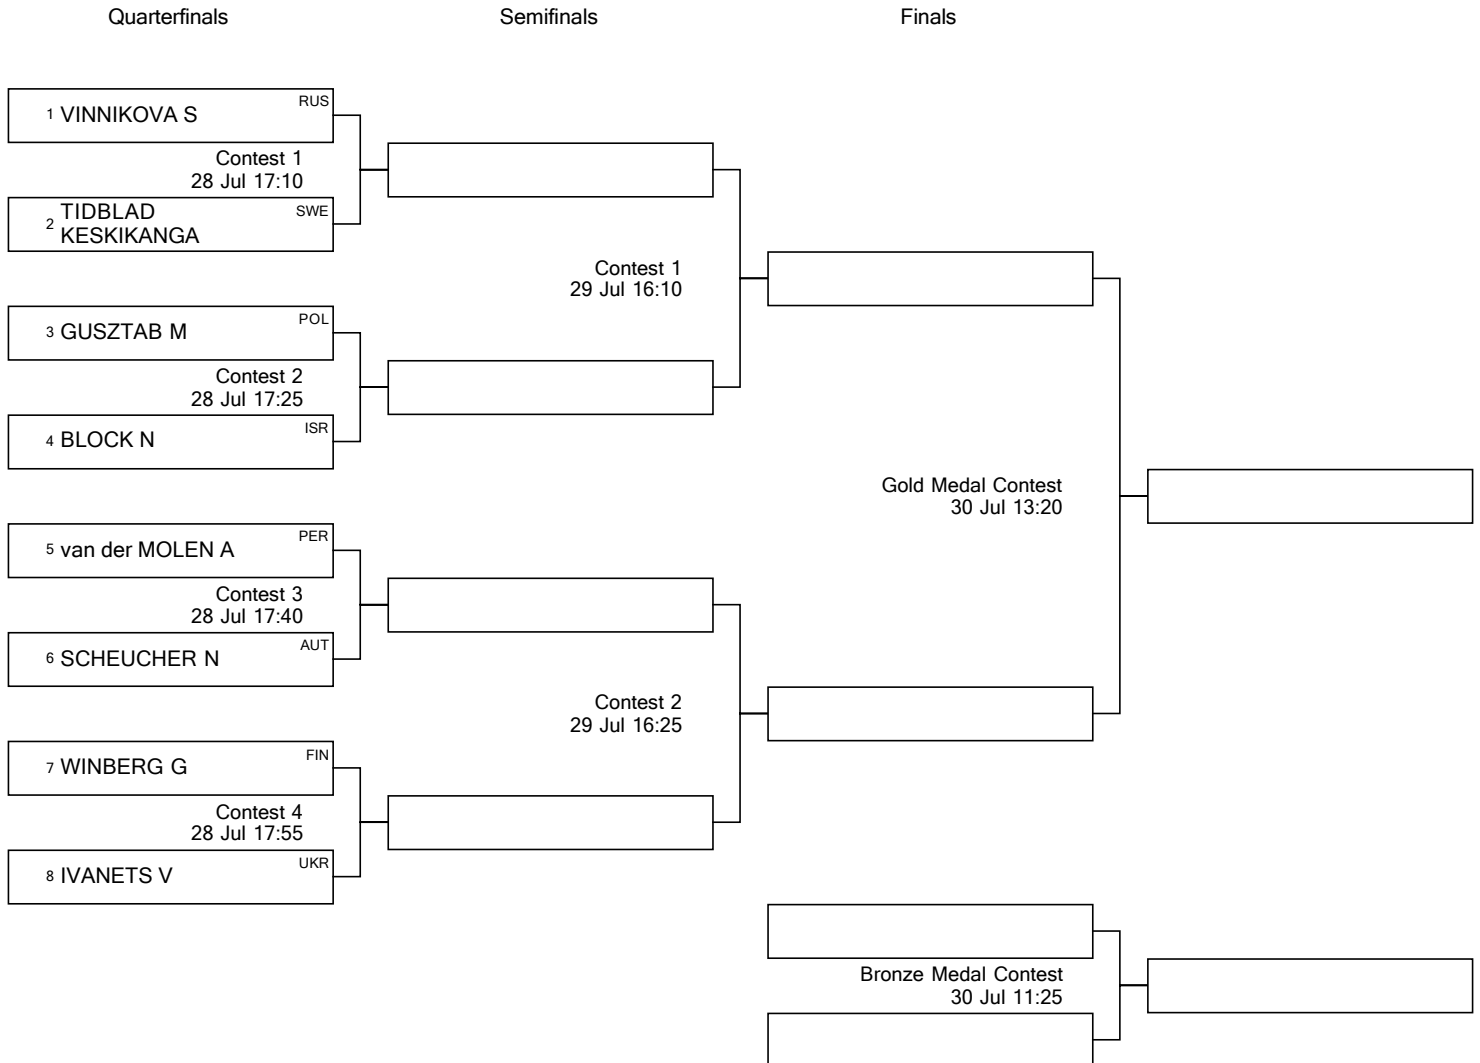 Quarterfinals
Semifinals
Finals
RUS
1 VINNIKOVA S
Contest 1
28 Jul 17:10
SWE
2 TIDBLAD
KESKIKANGA
Contest 1
29 Jul 16:10
POL
3 GUSZTAB M
Contest 2
28 Jul 17:25
ISR
4 BLOCK N
Gold Medal Contest
30 Jul 13:20
PER
5 van der MOLEN A
Contest 3
28 Jul 17:40
AUT
6 SCHEUCHER N
Contest 2
29 Jul 16:25
FIN
7 WINBERG G
Contest 4
28 Jul 17:55
UKR
8 IVANETS V
Bronze Medal Contest
30 Jul 11:25